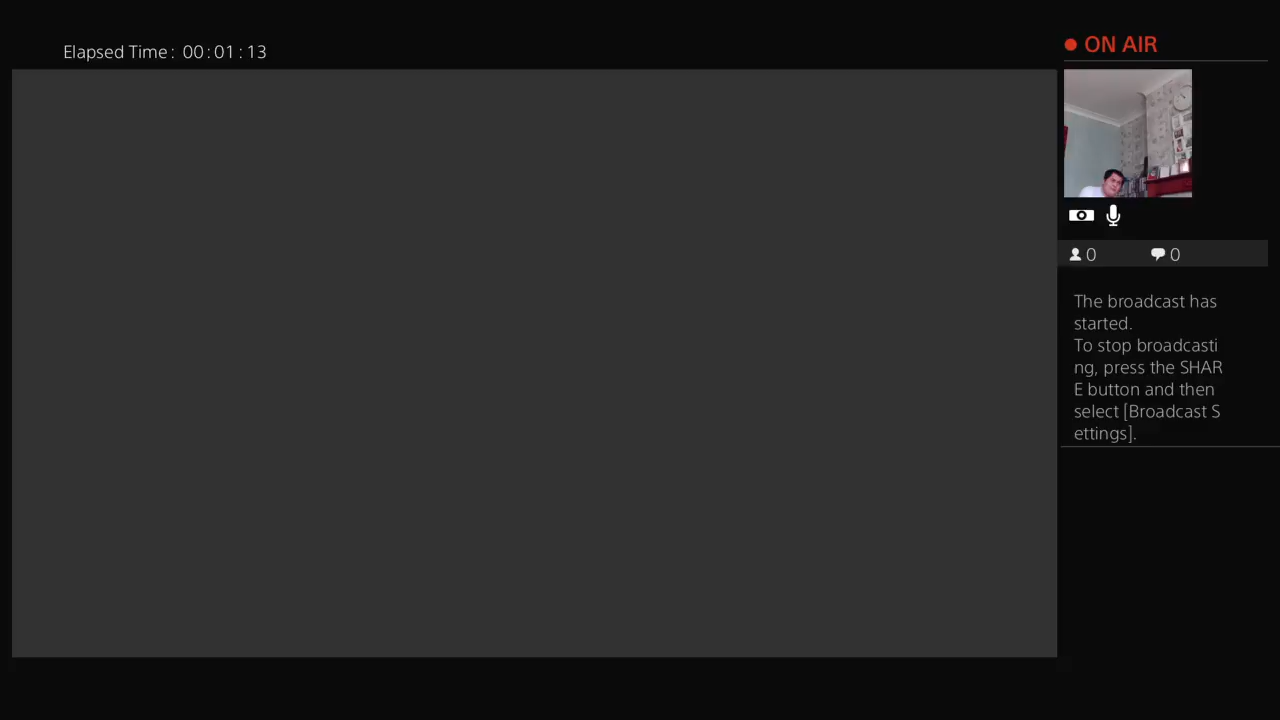 Elapsed Time: 00:01:13
ON AIR
0 0
The broadcast has
started.
To stop broadcasti
ng, press the SHAR
E button and then
select [Broadcast S
ettings].